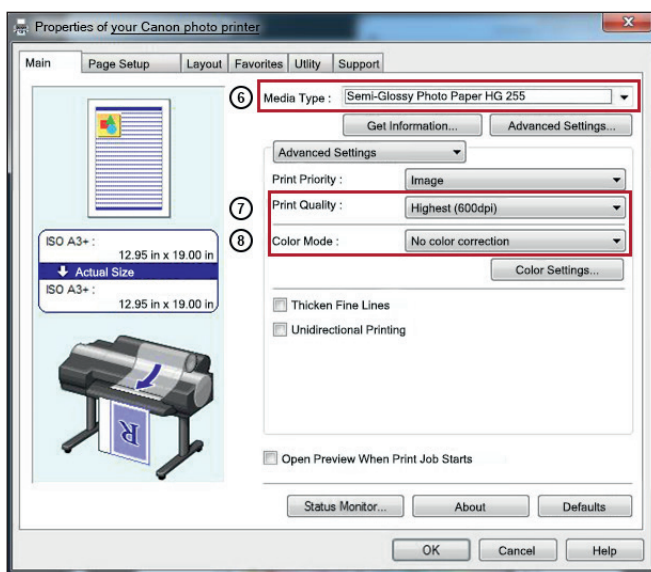 Properties of your Canon photo printer
Main Page Setup Layout Favorites Utlity Support
⑥ Media Type : Semi-Glossy Photo Paper HG 255
Get Information... Advanced Settings...
Advanced Settings
Print Priority : Image
⑦ Print Quality : Highest (600dpi)
⑧ Color Mode : No color correction
Color Settings...
ISO A3+ :
12.95 in x 19.00 in
Actual Size
ISO A3+ :
12.95 in x 19.00 in
Thicken Fine Lines
Unidirectional Printing
R
Open Preview When Print Job Starts
Status Monitor... About Defaults
OK Cancel Help